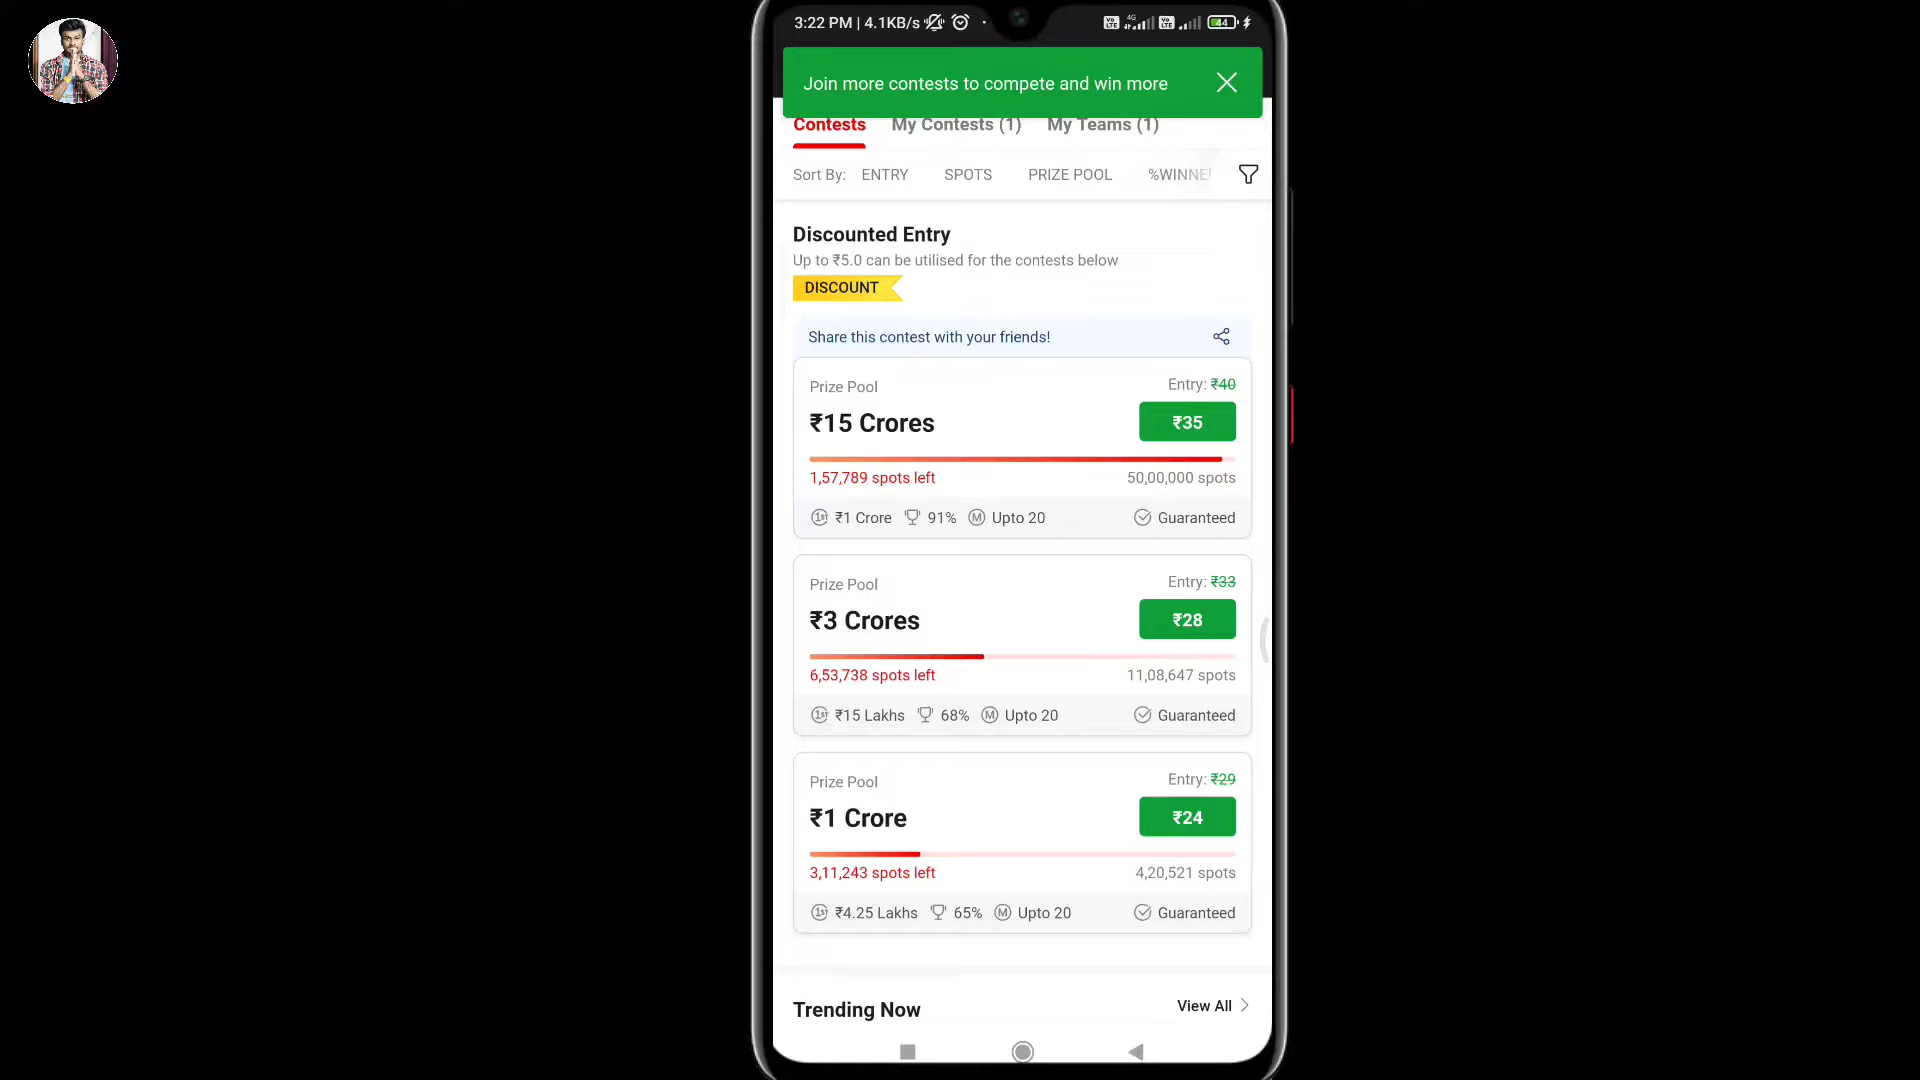 3:22 PM | 4.1KB/s
4G
44
Join more contests to compete and win more
Contests
My Contests (1)
My Teams (1)
Sort By:
ENTRY
SPOTS
PRIZE POOL
%WINNER
Discounted Entry
Up to ₹5.0 can be utilised for the contests below
DISCOUNT
Share this contest with your friends!
Prize Pool
Entry: ₹40
₹15 Crores
₹35
1,57,789 spots left
50,00,000 spots
1st ₹1 Crore
91%
M Upto 20
Guaranteed
Prize Pool
Entry: ₹33
₹3 Crores
₹28
6,53,738 spots left
11,08,647 spots
1st ₹15 Lakhs
68%
M Upto 20
Guaranteed
Prize Pool
Entry: ₹29
₹1 Crore
₹24
3,11,243 spots left
4,20,521 spots
1st ₹4.25 Lakhs
65%
M Upto 20
Guaranteed
Trending Now
View All